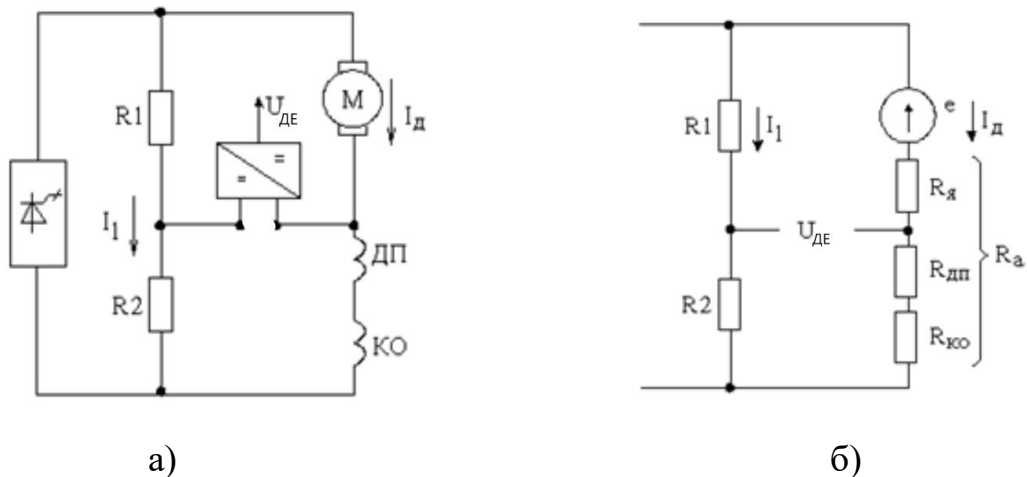 R1
M
U ДЕ
I д
=
=
I 1
R2
ДП
КО
а)
R1
I 1
e
I д
R я
U ДЕ
R a
R2
R дп
R ко
б)